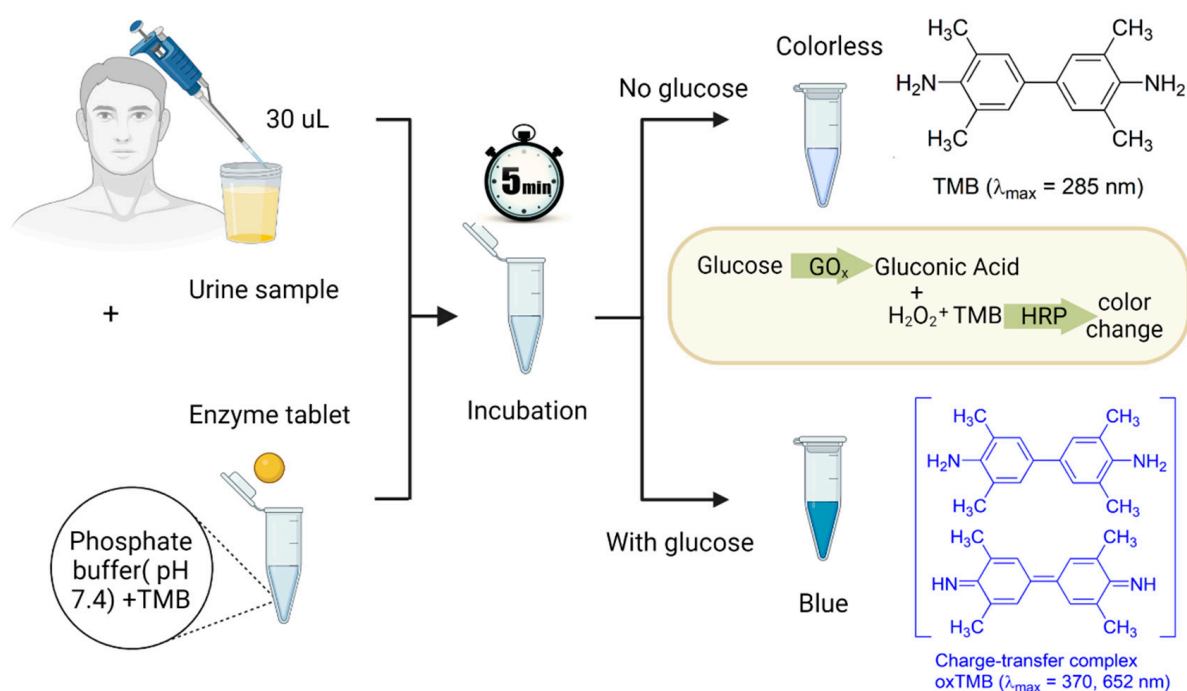 30 uL
Urine sample
+
Enzyme tablet
Phosphate
buffer( pH
7.4) +TMB
5min
Incubation
No glucose
Colorless
H₃C
CH₃
H₂N
NH₂
H₃C
CH₃
TMB (λmax = 285 nm)
Glucose GOₓ Gluconic Acid
+
H₂O₂+ TMB HRP color
change
With glucose
Blue
H₃C
CH₃
H₂N
NH₂
H₃C
CH₃
H₃C
CH₃
HN
NH
H₃C
CH₃
Charge-transfer complex
oxTMB (λmax = 370, 652 nm)